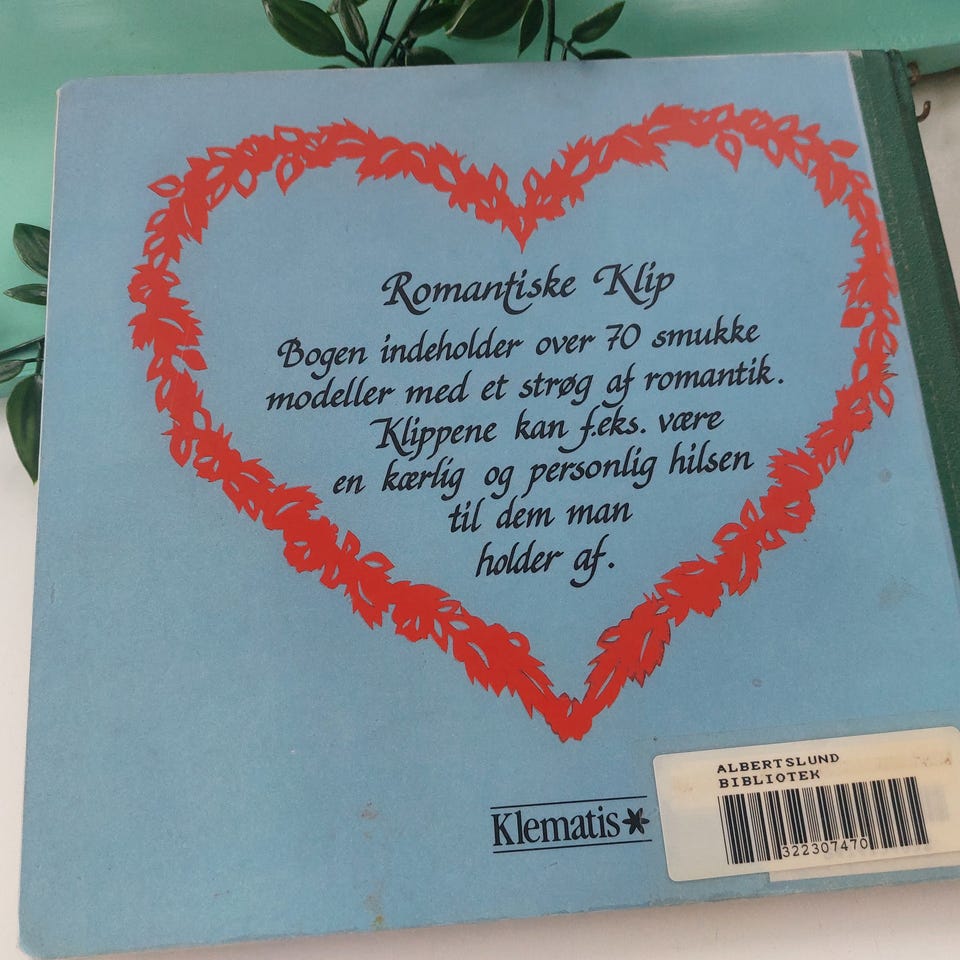 Romantiske Klip
Bogen indeholder over 70 smukke
modeller med et strøg af romantik.
Klippene kan f.eks. være
en kærlig og personlig hilsen
til dem man
holder af.
Klematis
ALBERTSLUND
BIBLIOTEK
322307470